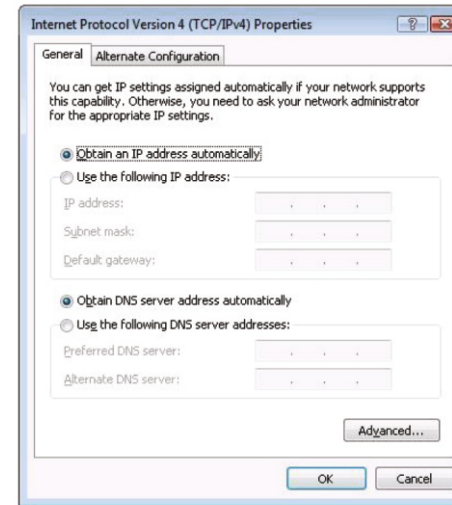 Internet Protocol Version 4 (TCP/IPv4) Properties
General
Alternate Configuration
You can get IP settings assigned automatically if your network supports
this capability. Otherwise, you need to ask your network administrator
for the appropriate IP settings.
Obtain an IP address automatically
Use the following IP address:
IP address:
Subnet mask:
Default gateway:
Obtain DNS server address automatically
Use the following DNS server addresses:
Preferred DNS server:
Alternate DNS server:
Advanced...
OK
Cancel